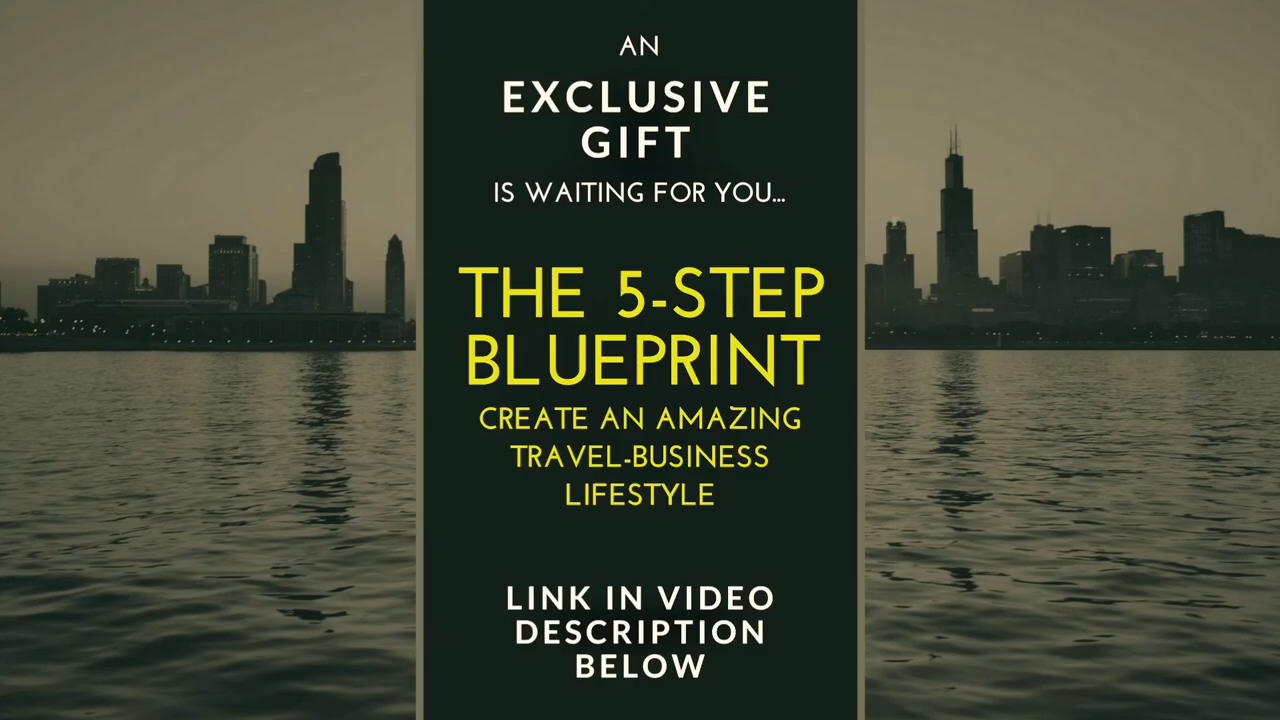 AN
EXCLUSIVE
GIFT
IS WAITING FOR YOU...
THE 5-STEP
BLUEPRINT
CREATE AN AMAZING
TRAVEL-BUSINESS
LIFESTYLE
LINK IN VIDEO
DESCRIPTION
BELOW